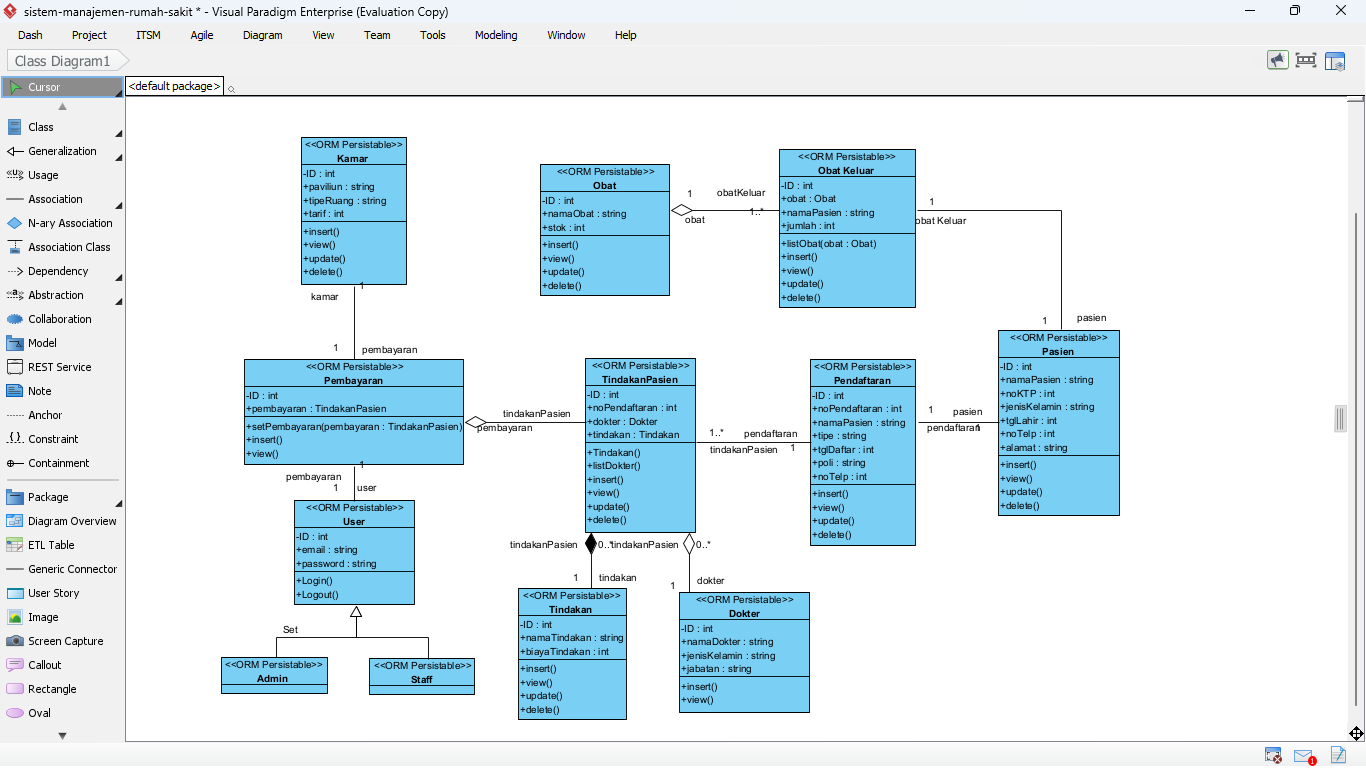 sistem-manajemen-rumah-sakit * - Visual Paradigm Enterprise (Evaluation Copy)
Dash Project ITSM Agile Diagram View Team Tools Modeling Window Help
Class Diagram1
Cursor
<default package>
Class
Generalization
Usage
Association
N-ary Association
Association Class
Dependency
Abstraction
Collaboration
Model
REST Service
Note
Anchor
Constraint
Containment
Package
Diagram Overview
ETL Table
Generic Connector
User Story
Image
Screen Capture
Callout
Rectangle
Oval
<<ORM Persistable>>
Kamar
-ID : int
+paviliun : string
+tipeRuang : string
+tarif : int
+insert()
+view()
+update()
+delete()
1
kamar
1
pembayaran
<<ORM Persistable>>
Obat
-ID : int
+namaObat : string
+stok : int
+insert()
+view()
+update()
+delete()
1
obatKeluar
obat
1..*
<<ORM Persistable>>
Obat Keluar
-ID : int
+obat : Obat
+namaPasien : string
+jumlah : int
+listObat(obat : Obat)
+insert()
+view()
+update()
+delete()
1
obat Keluar
1
pasien
<<ORM Persistable>>
Pembayaran
-ID : int
+pembayaran : TindakanPasien
+setPembayaran(pembayaran : TindakanPasien)
+insert()
+view()
tindakanPasien
pembayaran
1
pembayaran
1
user
<<ORM Persistable>>
TindakanPasien
-ID : int
+noPendaftaran : int
+dokter : Dokter
+tindakan : Tindakan
+Tindakan()
+listDokter()
+insert()
+view()
+update()
+delete()
1..*
pendaftaran
tindakanPasien
1
<<ORM Persistable>>
Pendaftaran
-ID : int
+noPendaftaran : int
+namaPasien : string
+tipe : string
+tglDaftar : int
+poli : string
+noTelp : int
+insert()
+view()
+update()
+delete()
1
pasien
pendaftaran
1
<<ORM Persistable>>
Pasien
-ID : int
+namaPasien : string
+noKTP : int
+jenisKelamin : string
+tglLahir : int
+noTelp : int
+alamat : string
+insert()
+view()
+update()
+delete()
<<ORM Persistable>>
User
-ID : int
+email : string
+password : string
+Login()
+Logout()
Set
<<ORM Persistable>>
Admin
<<ORM Persistable>>
Staff
tindakanPasien
0..*
tindakanPasien
0..*
1
tindakan
1
dokter
<<ORM Persistable>>
Tindakan
-ID : int
+namaTindakan : string
+biayaTindakan : int
+insert()
+view()
+update()
+delete()
<<ORM Persistable>>
Dokter
-ID : int
+namaDokter : string
+jenisKelamin : string
+jabatan : string
+insert()
+view()
1